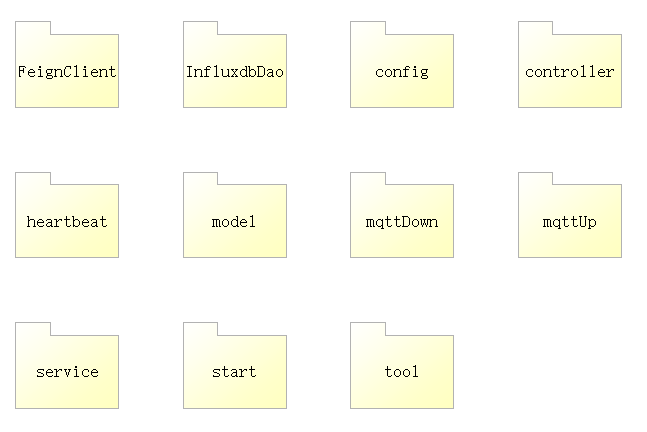 FeignClient
InfluxdbDao
config
controller
heartbeat
model
mqttDown
mqttUp
service
start
tool